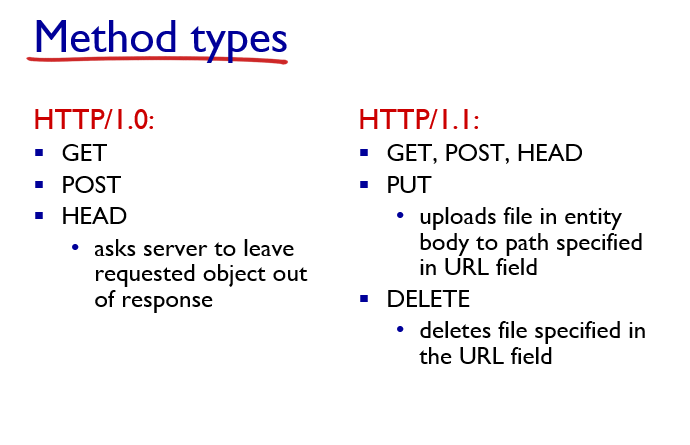 Method types
HTTP/1.0:
▪ GET
▪ POST
▪ HEAD
• asks server to leave
requested object out
of response
HTTP/1.1:
▪ GET, POST, HEAD
▪ PUT
• uploads file in entity
body to path specified
in URL field
▪ DELETE
• deletes file specified in
the URL field